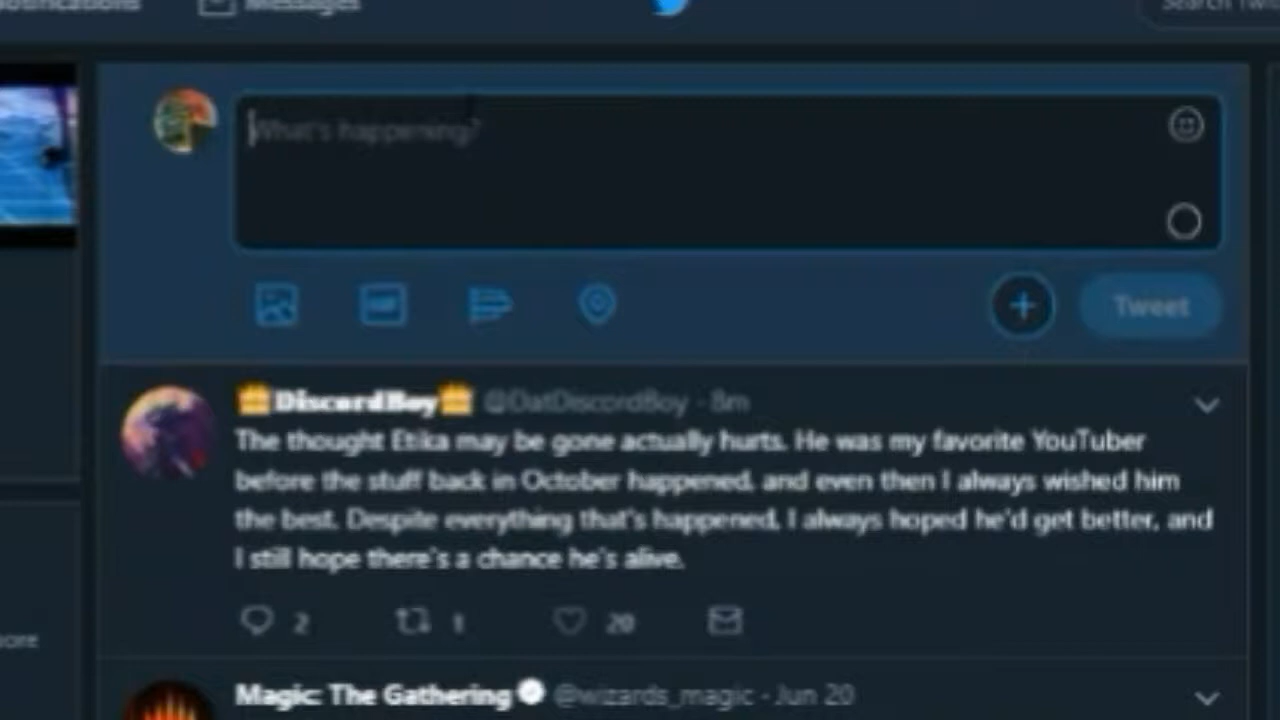 Notifications Messages
What's happening?
GIF
Tweet
DiscordBoy @DatDiscordBoy · 8m
The thought Etika may be gone actually hurts. He was my favorite YouTuber
before the stuff back in October happened, and even then I always wished him
the best. Despite everything that's happened, I always hoped he'd get better, and
I still hope there's a chance he's alive.
2 1 20
Magic: The Gathering @wizards_magic · Jun 20